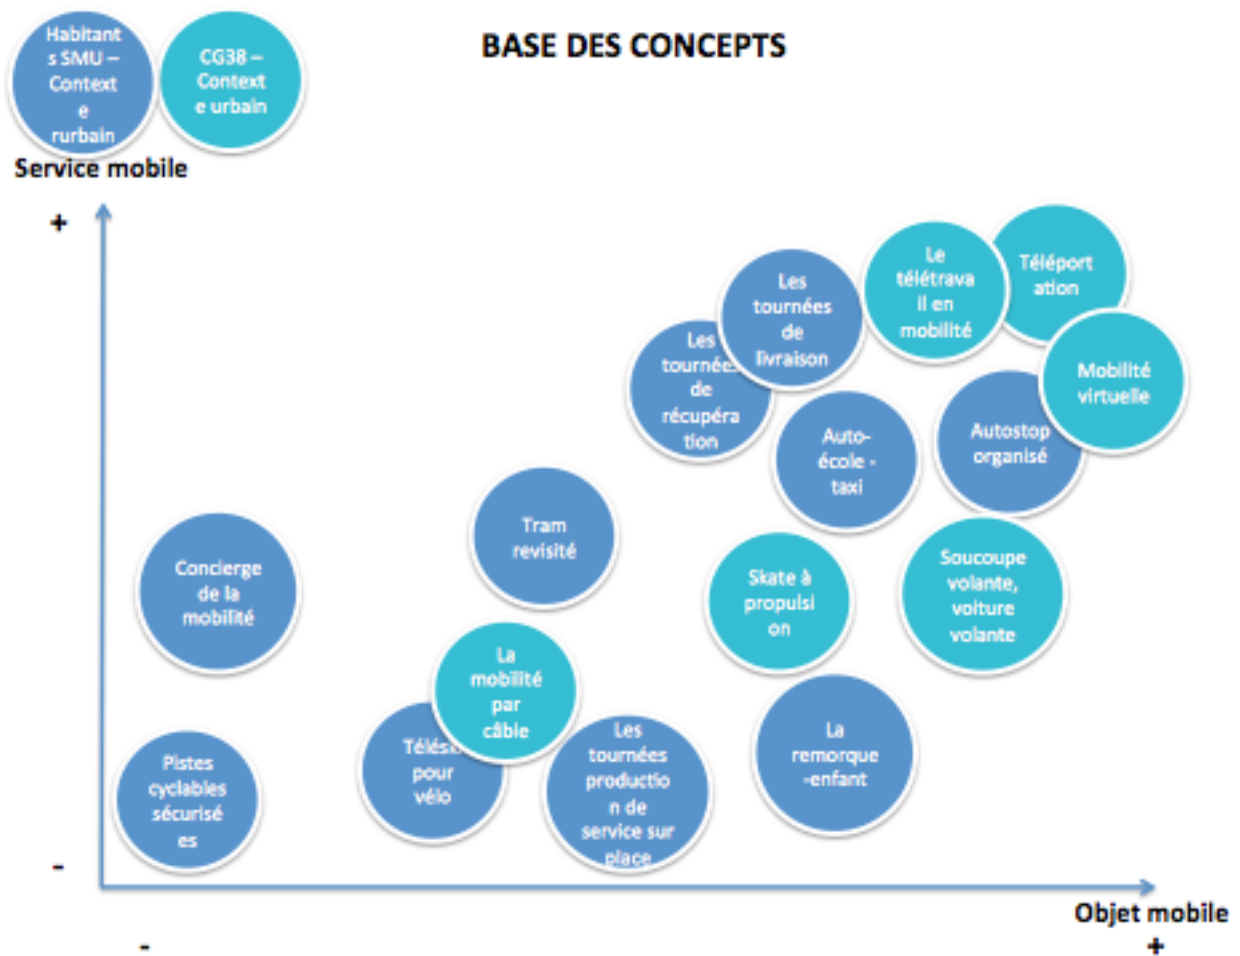 BASE DES CONCEPTS
Habitant
s SMU –
Context
e
rurbain
CG38 –
Context
e urbain
Service mobile
+
Téléport
ation
Le
télétrava
il en
mobilité
Les
tournées
de
livraison
Mobilité
virtuelle
Les
tournées
de
récupéra
tion
Auto-
école -
taxi
Autostop
organisé
Tram
revisité
Concierge
de la
mobilité
Skate à
propulsi
on
Soucoupe
volante,
voiture
volante
La
mobilité
par
câble
La
remorque
-enfant
Pistes
cyclables
sécurisé
es
pour
vélo
Les
tournées
productio
n de
service sur
place
-
Objet mobile
-
+